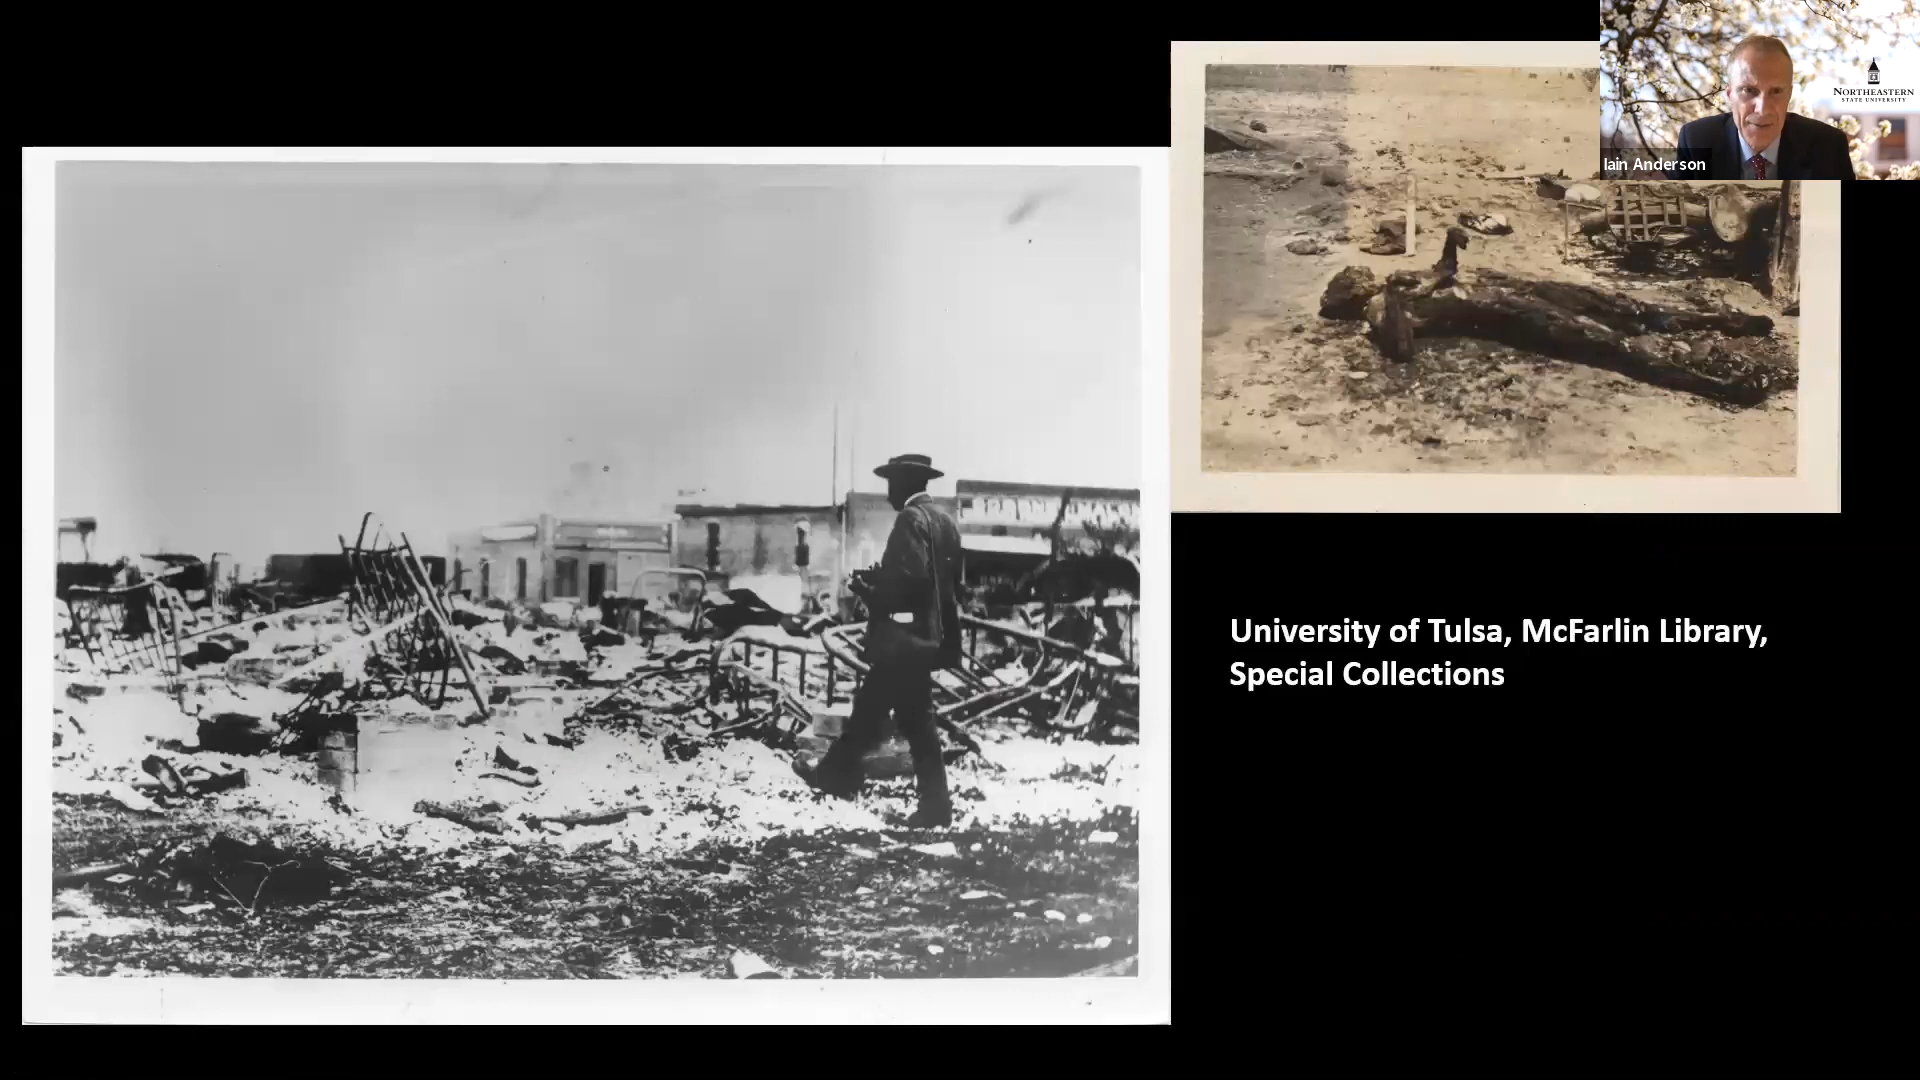 NORTHEASTERN
STATE UNIVERSITY
Iain Anderson
University of Tulsa, McFarlin Library,
Special Collections